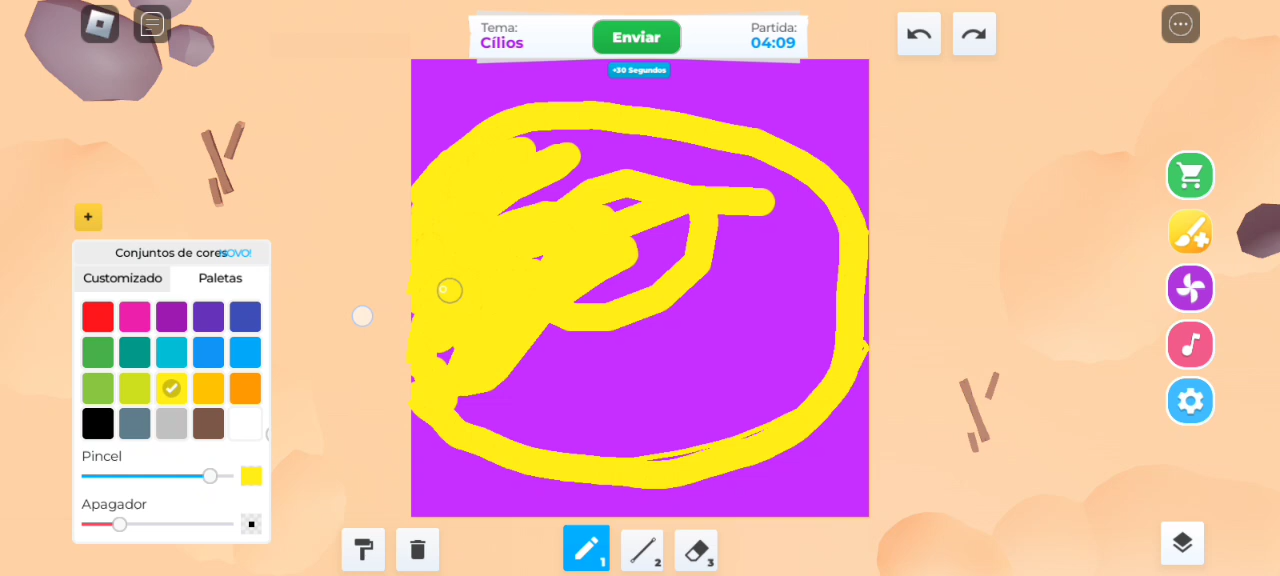 Tema:
Cílios
Enviar
Partida:
04:09
+30 Segundos
+
Conjuntos de cores
NOVO!
Customizado
Paletas
Pincel
Apagador
1
2
3